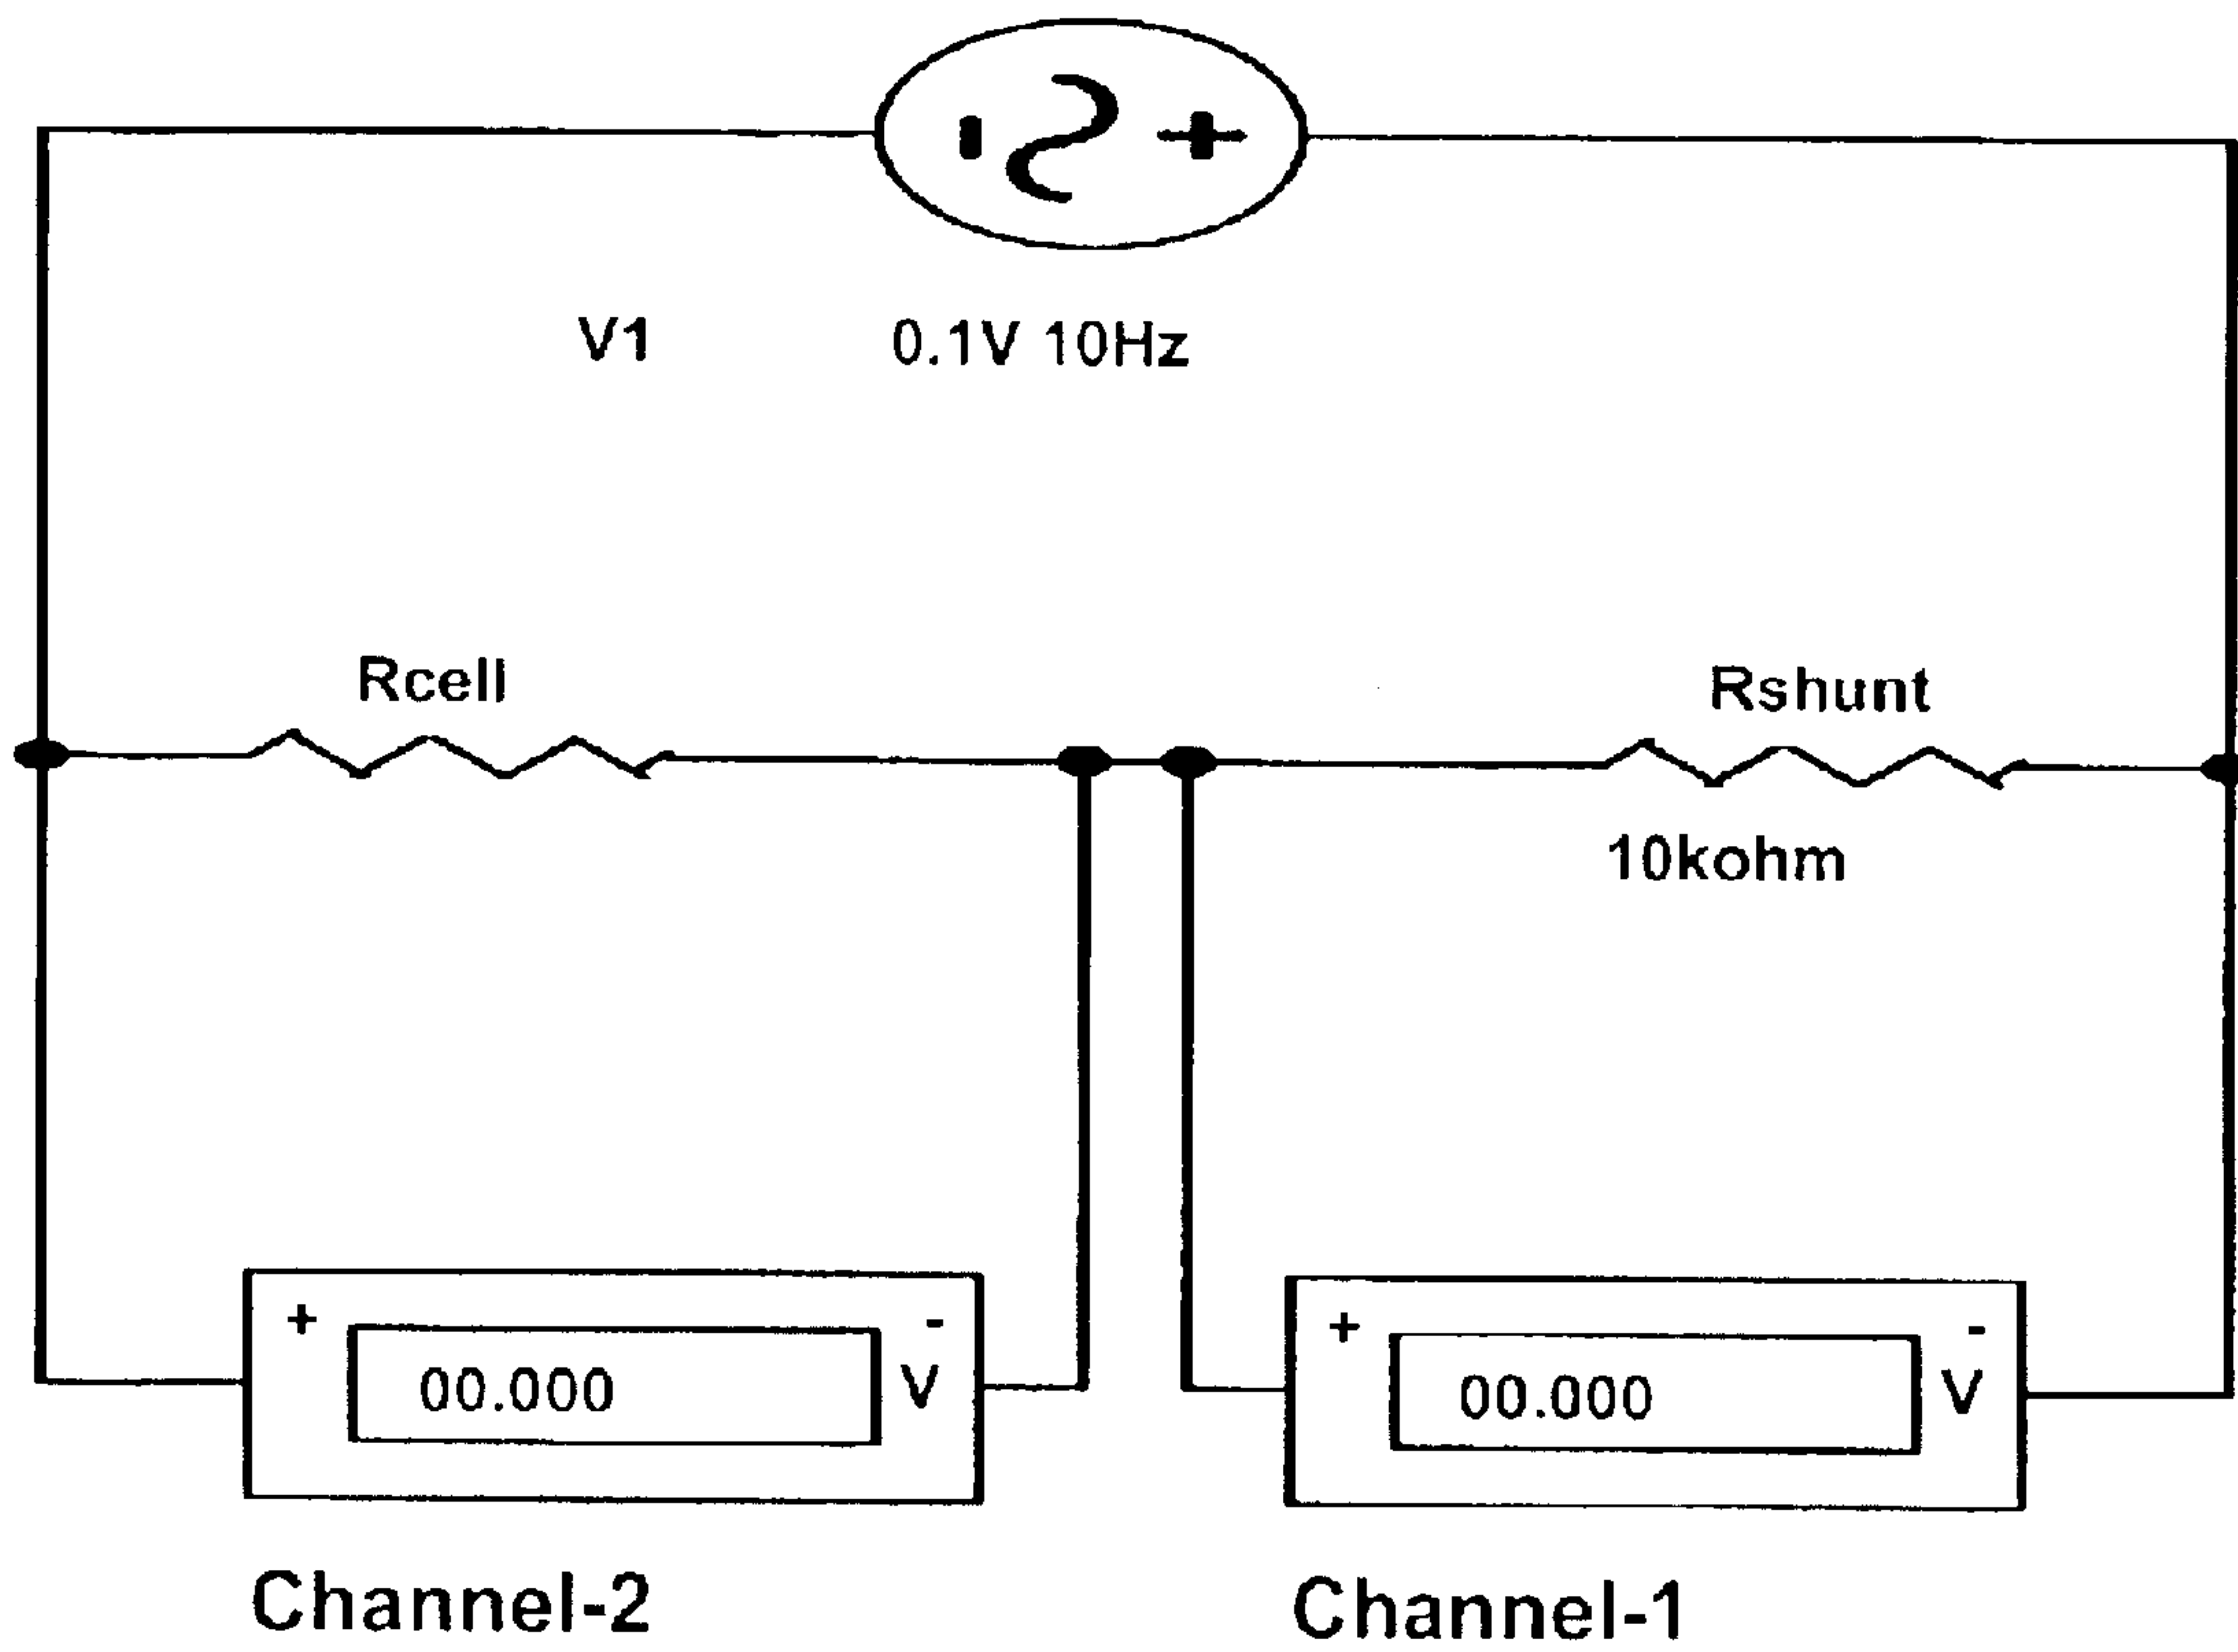 - +
V1 0.1V 10Hz
Rcell
Rshunt
10kohm
+ -
00.000 V
+ -
00.000 V
Channel-2
Channel-1